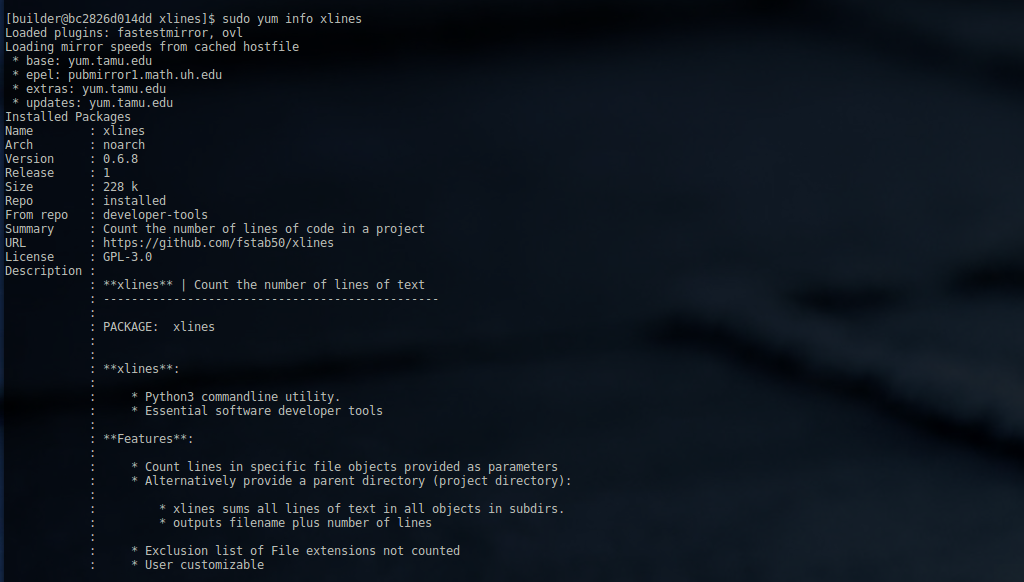 [builder@bc2826d014dd xlines]$ sudo yum info xlines
Loaded plugins: fastestmirror, ovl
Loading mirror speeds from cached hostfile
 * base: yum.tamu.edu
 * epel: pubmirror1.math.uh.edu
 * extras: yum.tamu.edu
 * updates: yum.tamu.edu
Installed Packages
Name        : xlines
Arch        : noarch
Version     : 0.6.8
Release     : 1
Size        : 228 k
Repo        : installed
From repo   : developer-tools
Summary     : Count the number of lines of code in a project
URL         : https://github.com/fstab50/xlines
License     : GPL-3.0
Description :
            : **xlines** | Count the number of lines of text
            : ------------------------------------------------
            :
            : PACKAGE:  xlines
            :
            :
            : **xlines**:
            :
            :     * Python3 commandline utility.
            :     * Essential software developer tools
            :
            : **Features**:
            :
            :     * Count lines in specific file objects provided as parameters
            :     * Alternatively provide a parent directory (project directory):
            :
            :         * xlines sums all lines of text in all objects in subdirs.
            :         * outputs filename plus number of lines
            :
            :     * Exclusion list of File extensions not counted
            :     * User customizable